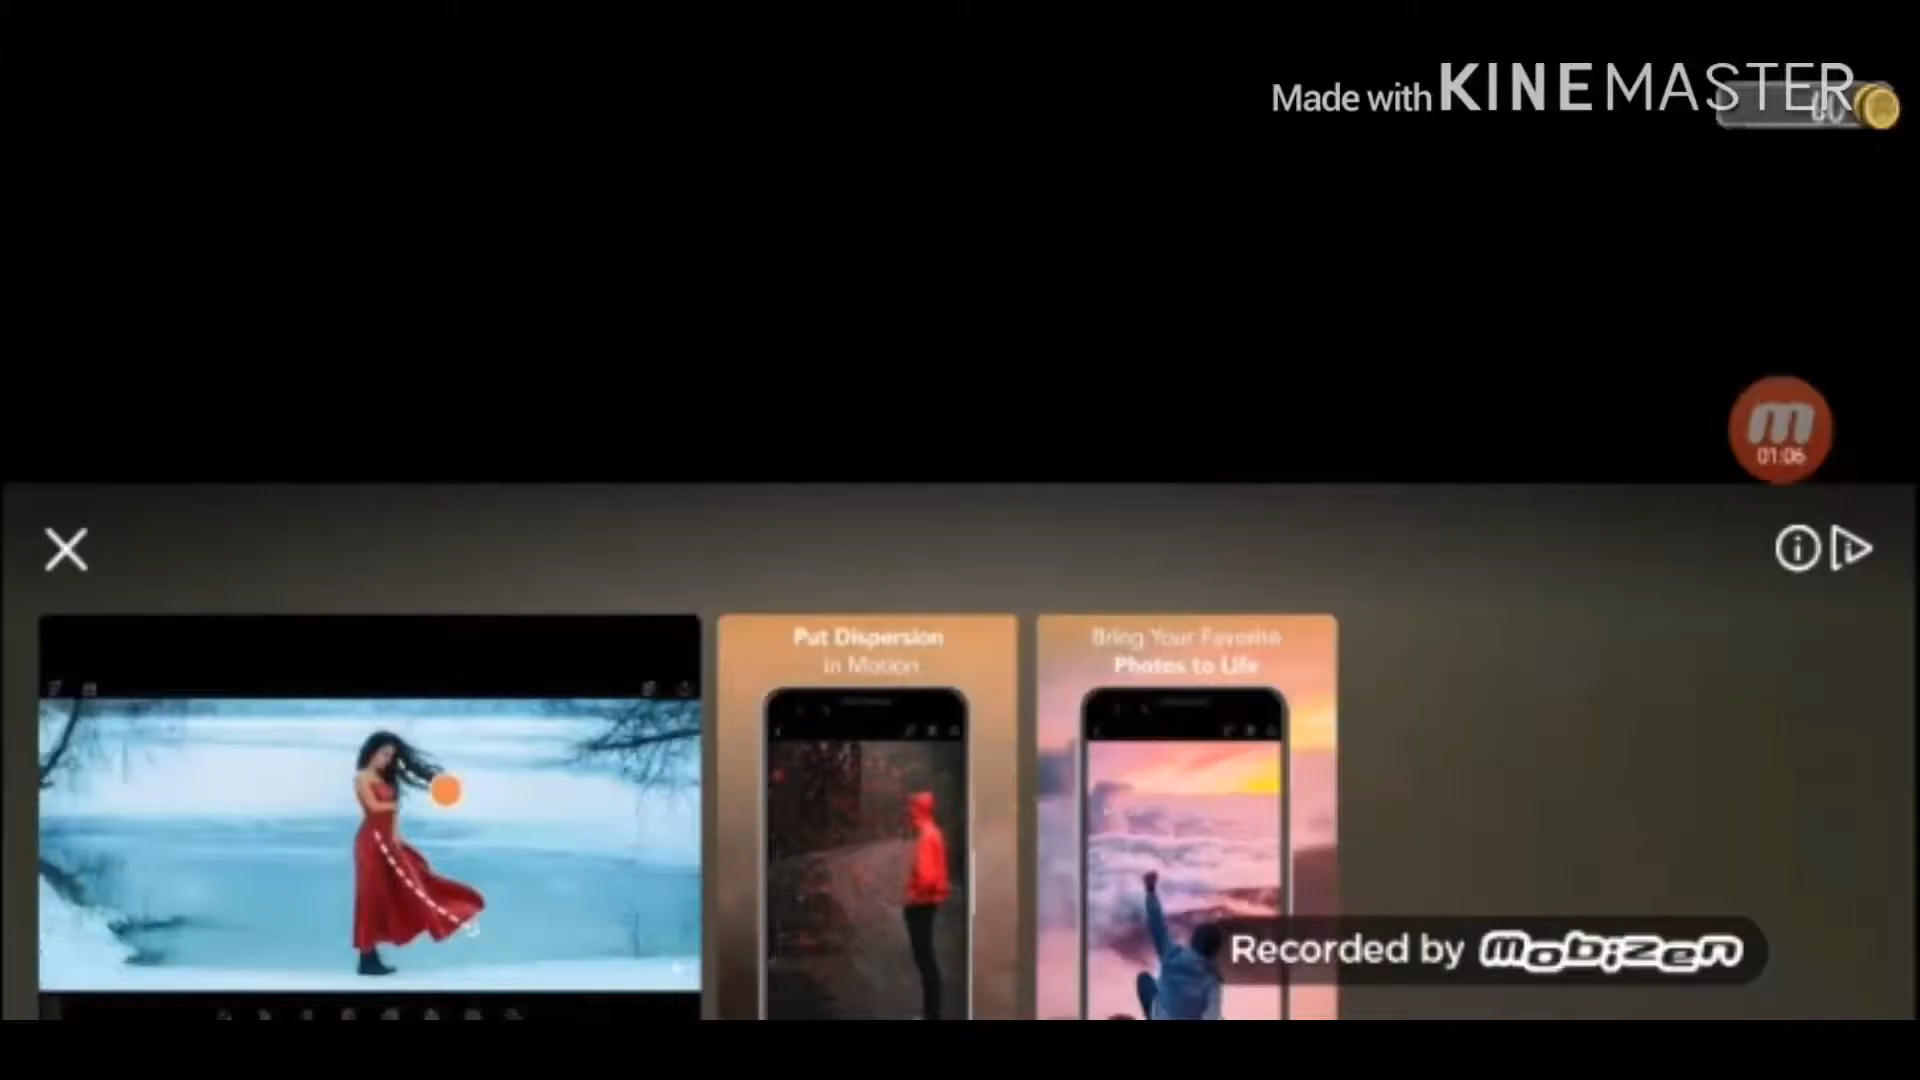 Made with KINEMASTER
01:06
Put Dispersion
in Motion
Bring Your Favorite
Photos to Life
Recorded by mobizen